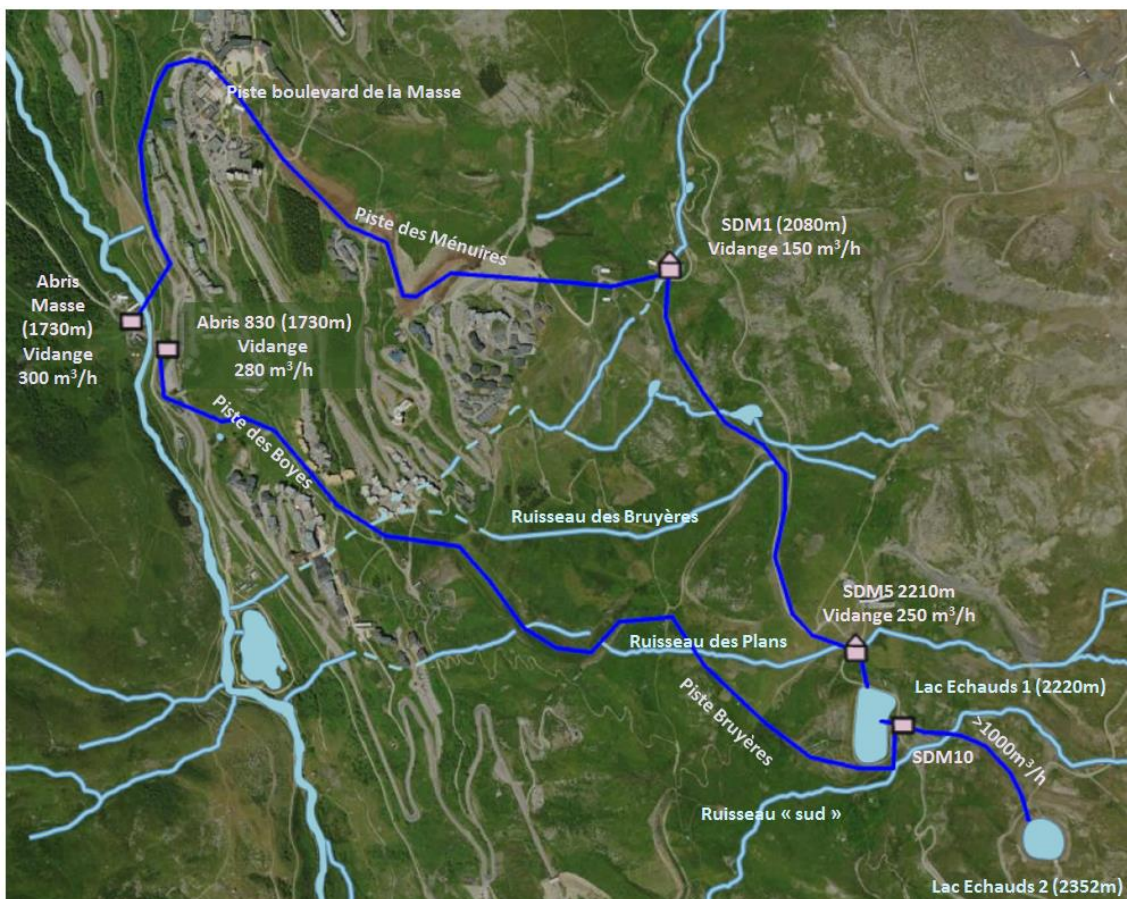 Piste boulevard de la Masse
Piste des Ménuires
SDM1 (2080m)
Vidange 150 m³/h
Abris
Masse
(1730m)
Vidange
300 m³/h
Abris 830 (1730m)
Vidange
280 m³/h
Piste des Boyes
Ruisseau des Bruyères
SDM5 2210m
Vidange 250 m³/h
Ruisseau des Plans
Lac Echauds 1 (2220m)
Piste Bruyères
>1000m³/h
SDM10
Ruisseau « sud »
Lac Echauds 2 (2352m)